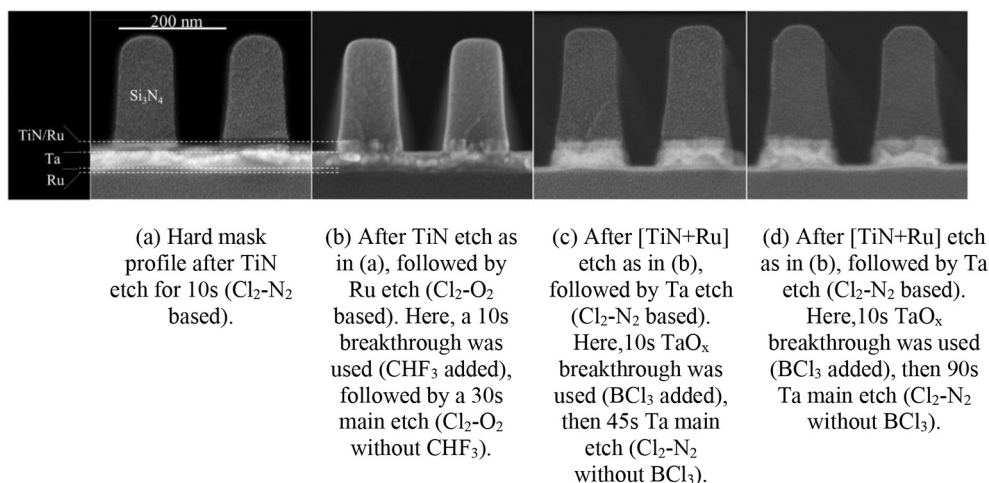 200 nm
Si3N4
TiN/Ru
Ta
Ru
(a) Hard mask
profile after TiN
etch for 10s (Cl2-N2
based).
(b) After TiN etch as
in (a), followed by
Ru etch (Cl2-O2
based). Here, a 10s
breakthrough was
used (CHF3 added),
followed by a 30s
main etch (Cl2-O2
without CHF3).
(c) After [TiN+Ru]
etch as in (b),
followed by Ta etch
(Cl2-N2 based).
Here,10s TaOx
breakthrough was
used (BCl3 added),
then 45s Ta main
etch (Cl2-N2
without BCl3).
(d) After [TiN+Ru] etch
as in (b), followed by Ta
etch (Cl2-N2 based).
Here,10s TaOx
breakthrough was used
(BCl3 added), then 90s
Ta main etch (Cl2-N2
without BCl3).